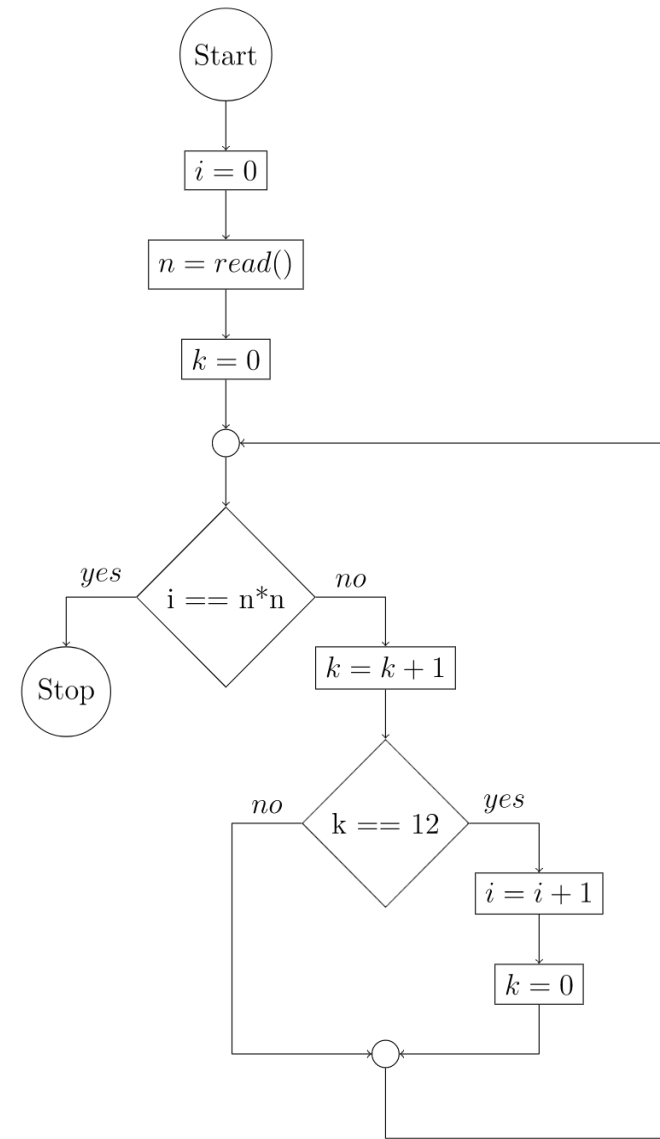 Start
i = 0
n = read()
k = 0
i == n*n
yes
no
Stop
k = k + 1
k == 12
no
yes
i = i + 1
k = 0